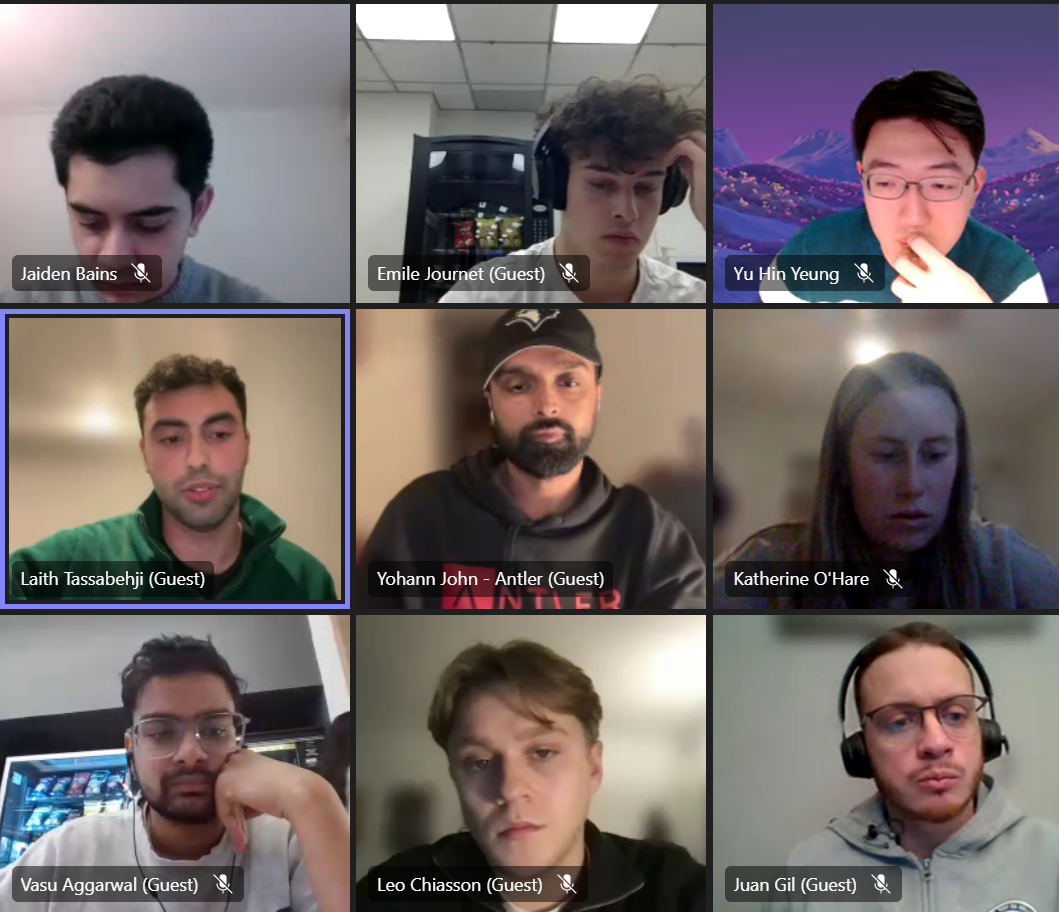 Jaiden Bains
Emile Journet (Guest)
Yu Hin Yeung
Laith Tassabehji (Guest)
Yohann John - Antler (Guest)
ANTLER
Katherine O'Hare
Vasu Aggarwal (Guest)
Leo Chiasson (Guest)
Juan Gil (Guest)